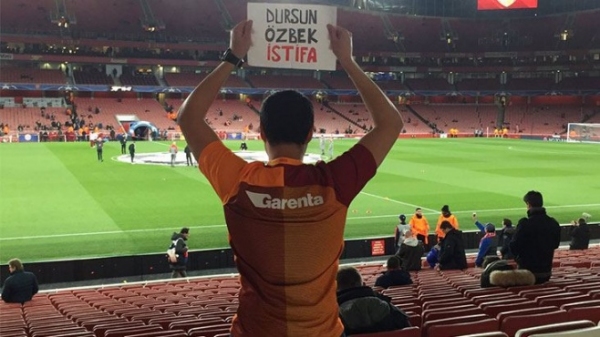 DURSUN
ÖZBEK
İSTİFA
Garenta